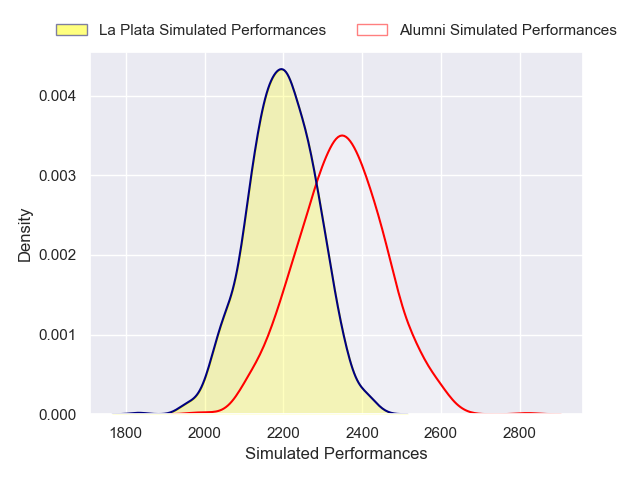 La Plata Simulated Performances Alumni Simulated Performances
0.004
0.003
0.002
0.001
0.000
Density
1800 2000 2200 2400 2600 2800
Simulated Performances